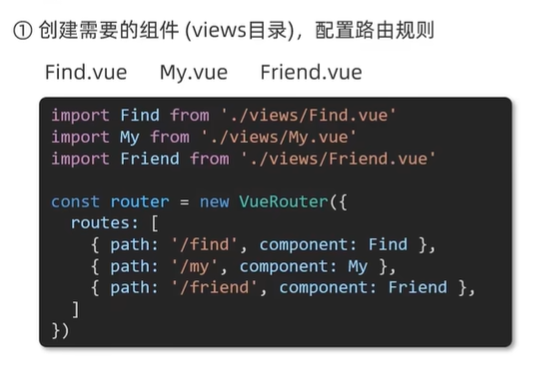 ① 创建需要的组件 (views目录)，配置路由规则
Find.vue My.vue Friend.vue
import Find from './views/Find.vue'
import My from './views/My.vue'
import Friend from './views/Friend.vue'
const router = new VueRouter({
  routes: [
    { path: '/find', component: Find },
    { path: '/my', component: My },
    { path: '/friend', component: Friend },
  ]
})